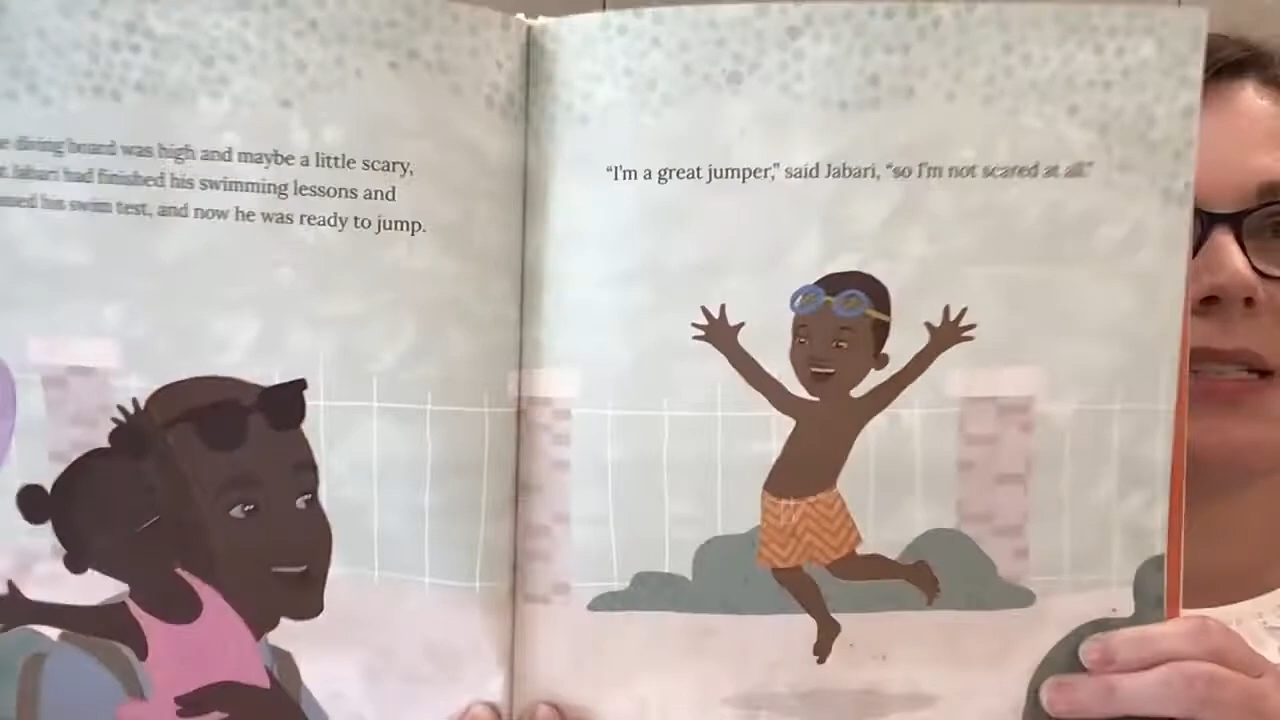 diving board was high and maybe a little scary,
Jabari had finished his swimming lessons and
his swim test, and now he was ready to jump.
“I’m a great jumper,” said Jabari, “so I’m not scared at all.”